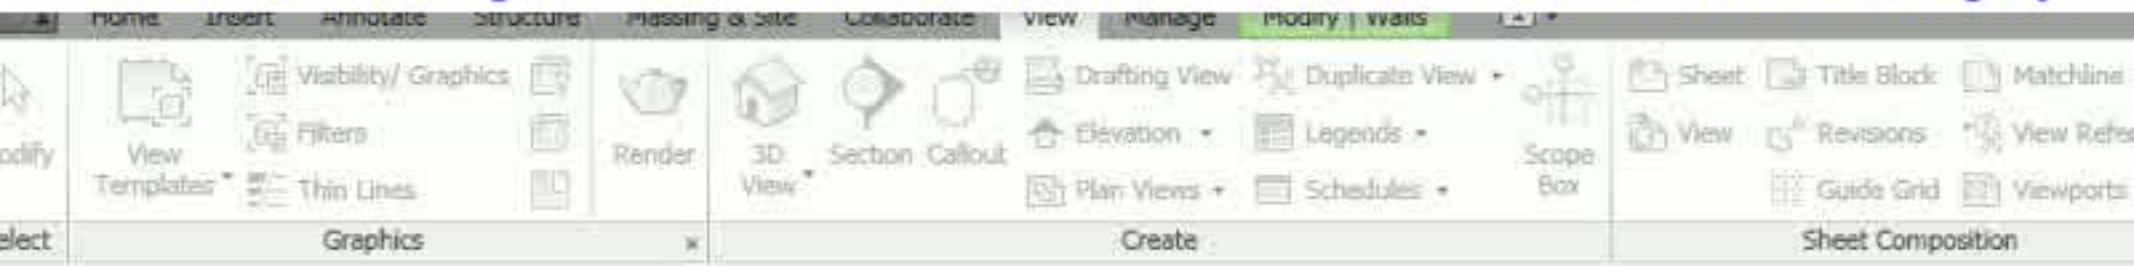 Home Insert Annotate Structure Massing & Site Collaborate View Manage Modify | Walls
Visibility/ Graphics Drafting View Duplicate View Sheet Title Block Matchline
Filters Elevation Legends View Revisions View Refe
odify View Templates Render 3D View Section Callout Scope Box
Thin Lines Plan Views Schedules Guide Grid Viewports
elect Graphics Create Sheet Composition